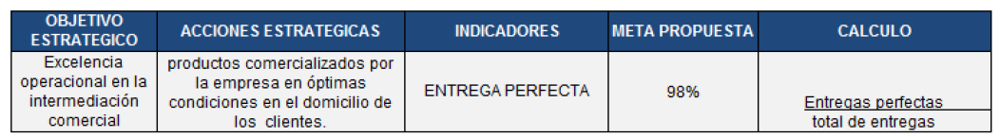 OBJETIVO
ESTRATEGICO
ACCIONES ESTRATEGICAS
INDICADORES
META PROPUESTA
CALCULO
Excelencia
operacional en la
intermediación
comercial
productos comercializados por
la empresa en óptimas
condiciones en el domicilio de
los clientes.
ENTREGA PERFECTA
98%
Entregas perfectas
total de entregas